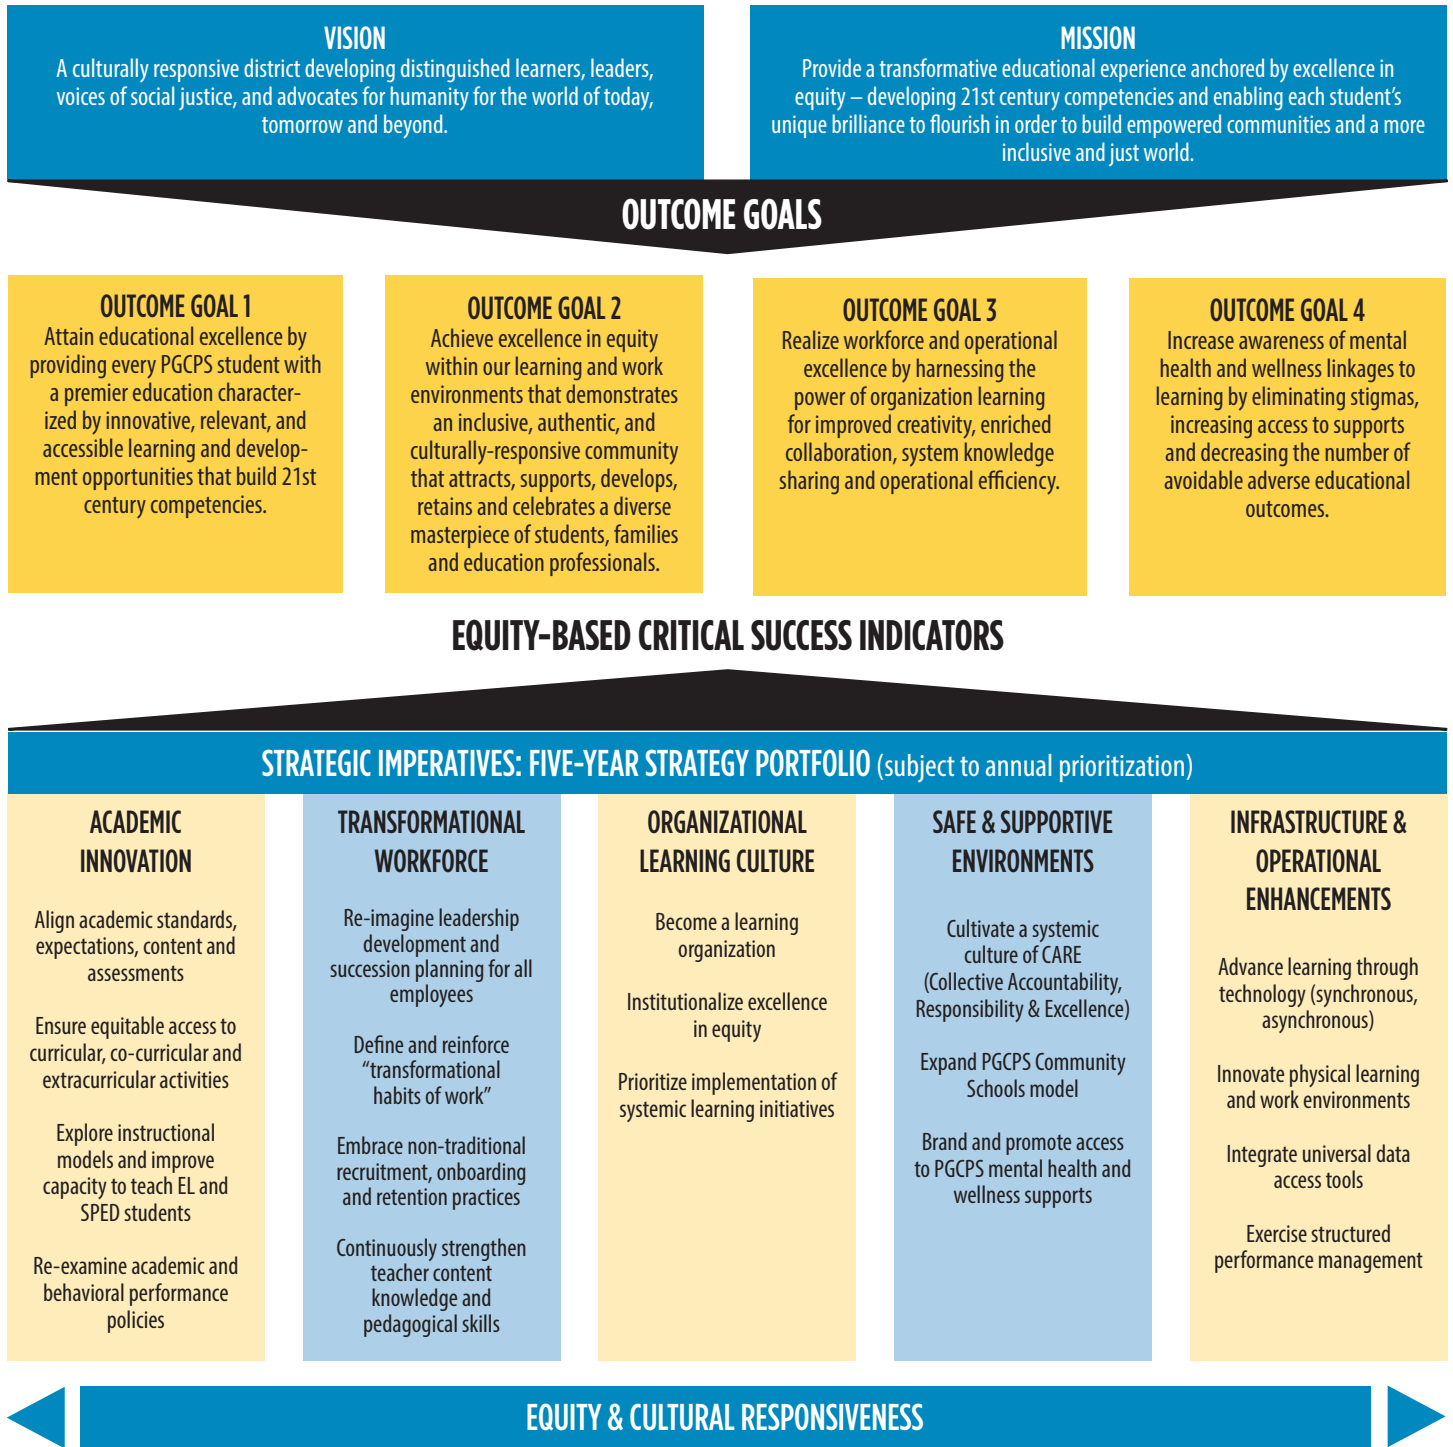 VISION
A culturally responsive district developing distinguished learners, leaders,
voices of social justice, and advocates for humanity for the world of today,
tomorrow and beyond.
MISSION
Provide a transformative educational experience anchored by excellence in
equity – developing 21st century competencies and enabling each student’s
unique brilliance to flourish in order to build empowered communities and a more
inclusive and just world.
OUTCOME GOALS
OUTCOME GOAL 1
Attain educational excellence by
providing every PGCPS student with
a premier education character-
ized by innovative, relevant, and
accessible learning and develop-
ment opportunities that build 21st
century competencies.
OUTCOME GOAL 2
Achieve excellence in equity
within our learning and work
environments that demonstrates
an inclusive, authentic, and
culturally-responsive community
that attracts, supports, develops,
retains and celebrates a diverse
masterpiece of students, families
and education professionals.
OUTCOME GOAL 3
Realize workforce and operational
excellence by harnessing the
power of organization learning
for improved creativity, enriched
collaboration, system knowledge
sharing and operational efficiency.
OUTCOME GOAL 4
Increase awareness of mental
health and wellness linkages to
learning by eliminating stigmas,
increasing access to supports
and decreasing the number of
avoidable adverse educational
outcomes.
EQUITY-BASED CRITICAL SUCCESS INDICATORS
STRATEGIC IMPERATIVES: FIVE-YEAR STRATEGY PORTFOLIO (subject to annual prioritization)
ACADEMIC
INNOVATION
Align academic standards,
expectations, content and
assessments
Ensure equitable access to
curricular, co-curricular and
extracurricular activities
Explore instructional
models and improve
capacity to teach EL and
SPED students
Re-examine academic and
behavioral performance
policies
TRANSFORMATIONAL
WORKFORCE
Re-imagine leadership
development and
succession planning for all
employees
Define and reinforce
“transformational
habits of work”
Embrace non-traditional
recruitment, onboarding
and retention practices
Continuously strengthen
teacher content
knowledge and
pedagogical skills
ORGANIZATIONAL
LEARNING CULTURE
Become a learning
organization
Institutionalize excellence
in equity
Prioritize implementation of
systemic learning initiatives
SAFE & SUPPORTIVE
ENVIRONMENTS
Cultivate a systemic
culture of CARE
(Collective Accountability,
Responsibility & Excellence)
Expand PGCPS Community
Schools model
Brand and promote access
to PGCPS mental health and
wellness supports
INFRASTRUCTURE &
OPERATIONAL
ENHANCEMENTS
Advance learning through
technology (synchronous,
asynchronous)
Innovate physical learning
and work environments
Integrate universal data
access tools
Exercise structured
performance management
EQUITY & CULTURAL RESPONSIVENESS